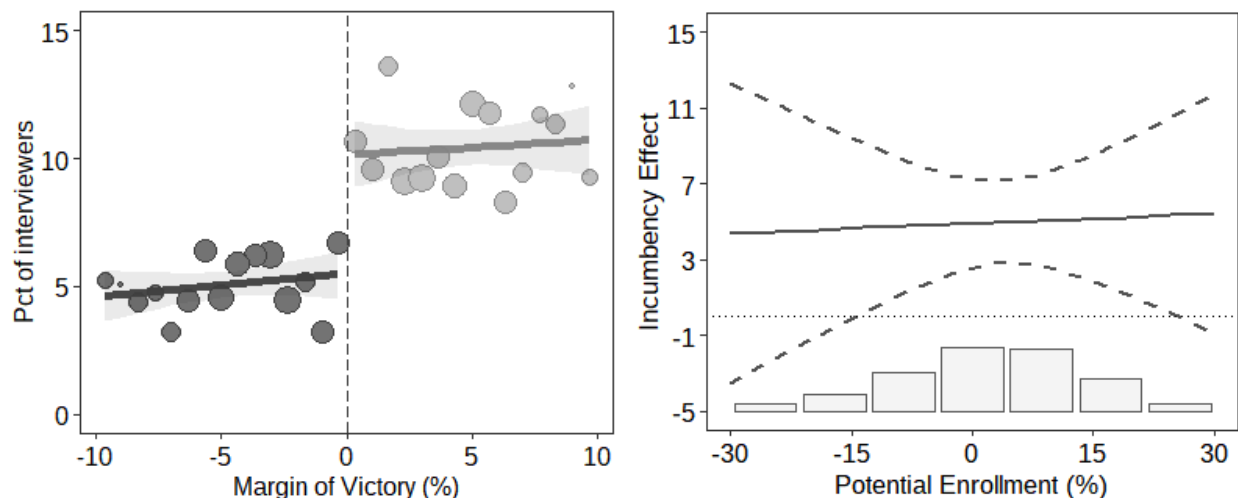 15
10
5
0
Pct of interviewers
-10 -5 0 5 10
Margin of Victory (%)
15
11
7
3
-1
-5
Incumbency Effect
-30 -15 0 15 30
Potential Enrollment (%)